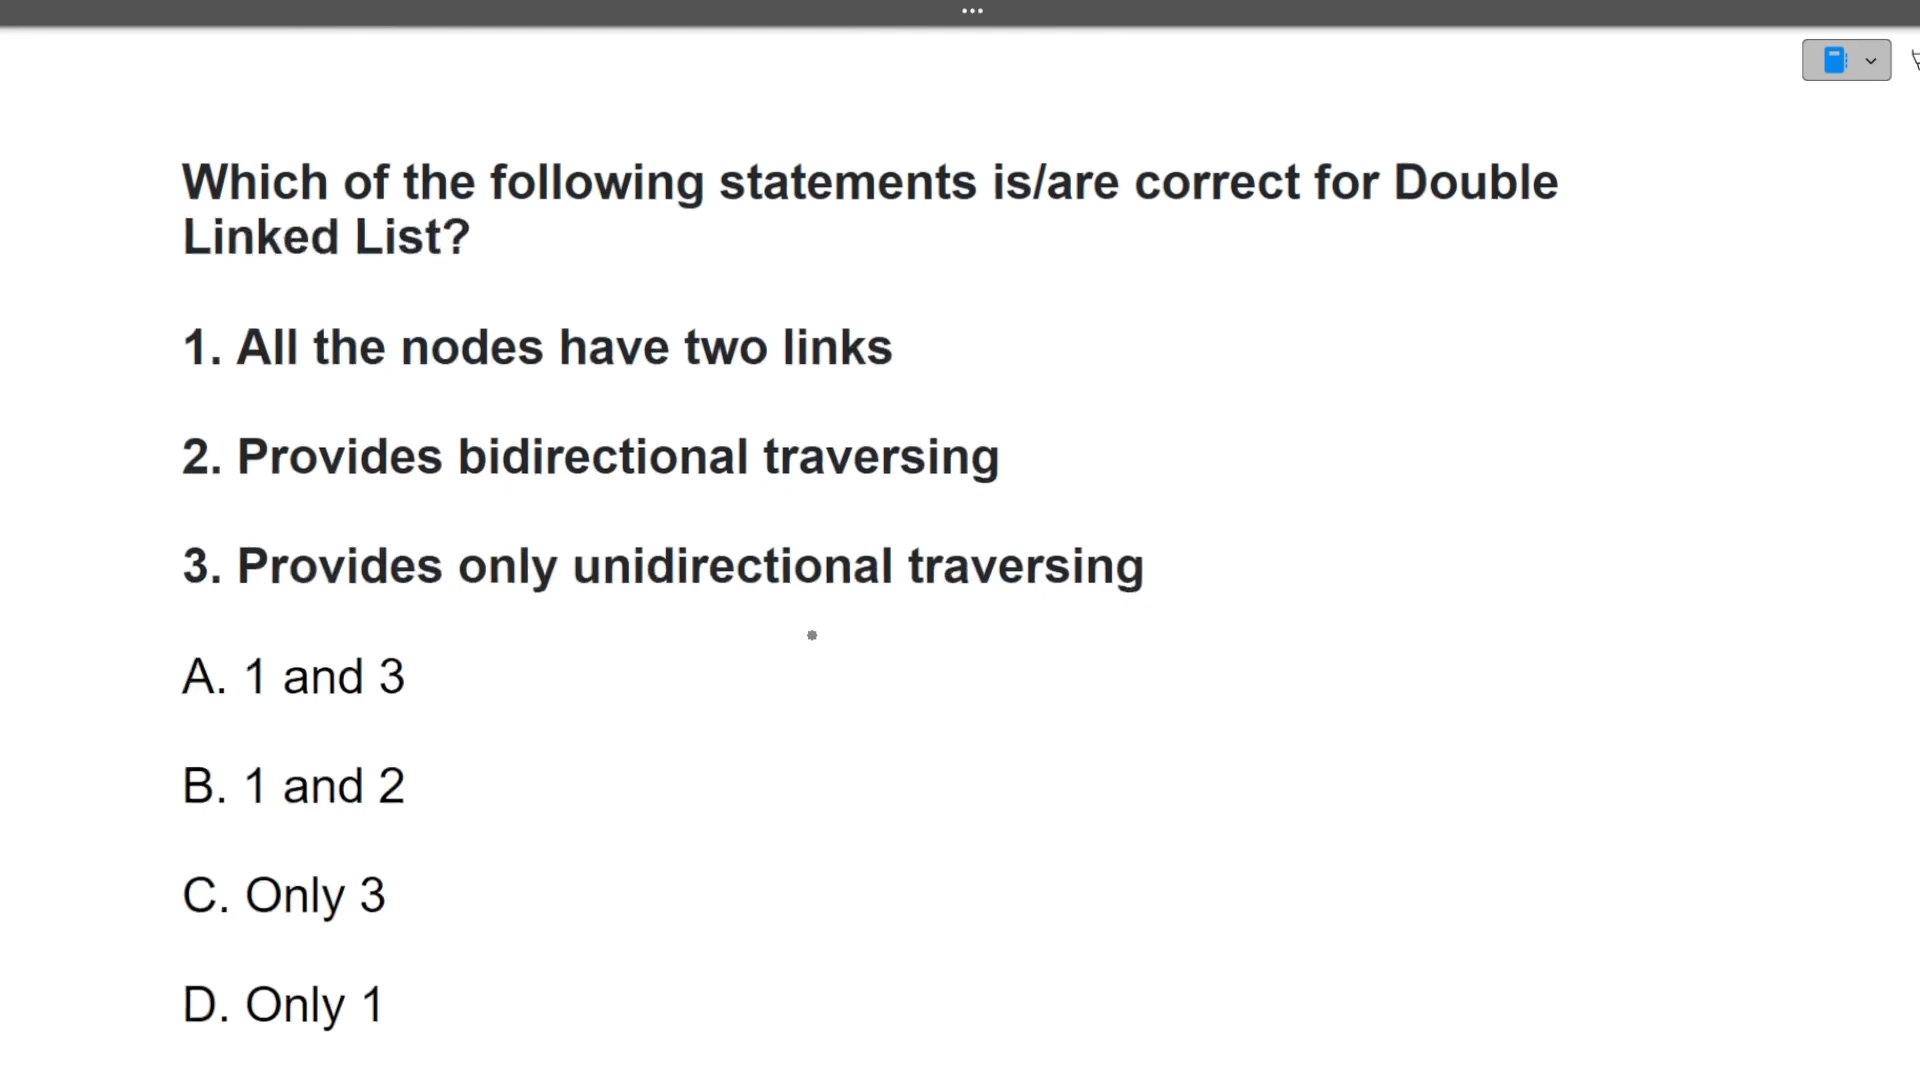 Which of the following statements is/are correct for Double
Linked List?
1. All the nodes have two links
2. Provides bidirectional traversing
3. Provides only unidirectional traversing
A. 1 and 3
B. 1 and 2
C. Only 3
D. Only 1